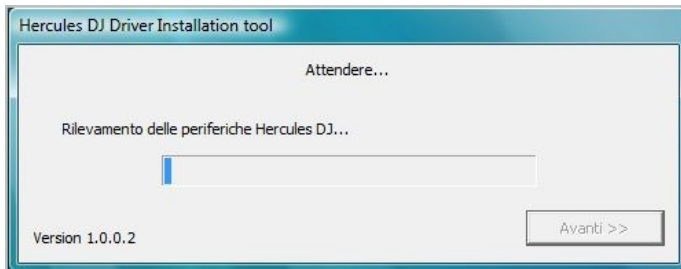 Hercules DJ Driver Installation tool
Attendere...
Rilevamento delle periferiche Hercules DJ...
Version 1.0.0.2
Avanti >>